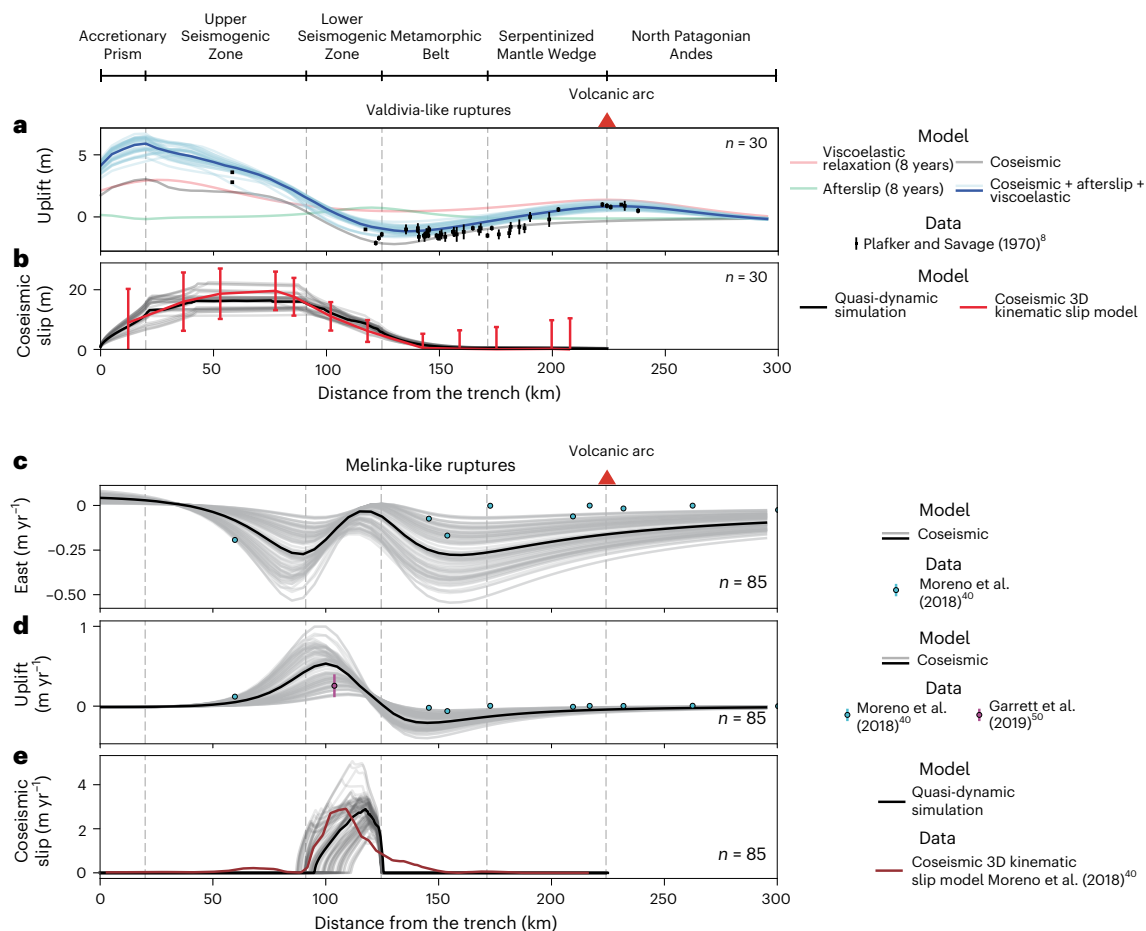 Accretionary
Prism
Upper
Seismogenic
Zone
Lower
Seismogenic
Zone
Metamorphic
Belt
Serpentinized
Mantle Wedge
North Patagonian
Andes
Valdivia-like ruptures
Volcanic arc
a
n = 30
Uplift (m)
5
0
Model
Viscoelastic
relaxation (8 years)
Coseismic
Afterslip (8 years)
Coseismic + afterslip +
viscoelastic
Data
Plafker and Savage (1970)8
b
n = 30
Coseismic
slip (m)
20
0
Model
Quasi-dynamic
simulation
Coseismic 3D
kinematic slip model
0 50 100 150 200 250 300
Distance from the trench (km)
c
Melinka-like ruptures
Volcanic arc
East (m yr−1)
0
−0.25
−0.50
n = 85
Model
Coseismic
Data
Moreno et al.
(2018)40
d
Uplift
(m yr−1)
1
0
n = 85
Model
Coseismic
Data
Moreno et al.
(2018)40
Garrett et al.
(2019)50
e
Coseismic
slip (m yr−1)
4
2
0
n = 85
Model
Quasi-dynamic
simulation
Data
Coseismic 3D kinematic
slip model Moreno et al. (2018)40
0 50 100 150 200 250 300
Distance from the trench (km)